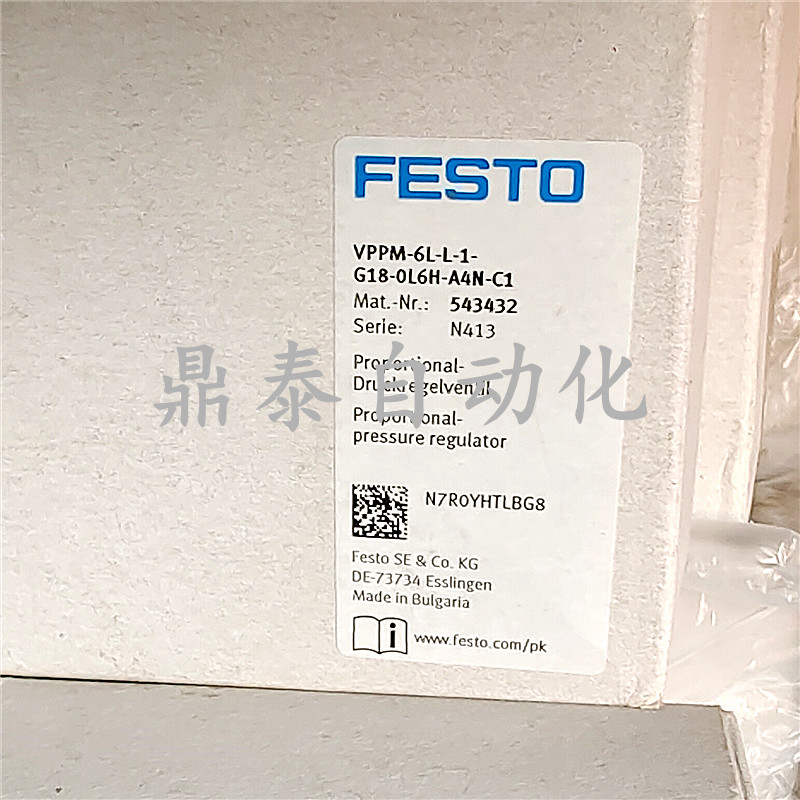 FESTO
VPPM-6L-L-1-
G18-0L6H-A4N-C1
Mat.-Nr.: 543432
Serie: N413
Proportional-
Druckregelventil
鼎泰自动化
Proportional-
pressure regulator
N7R0YHTLBG8
Festo SE & Co. KG
DE-73734 Esslingen
Made in Bulgaria
www.festo.com/pk